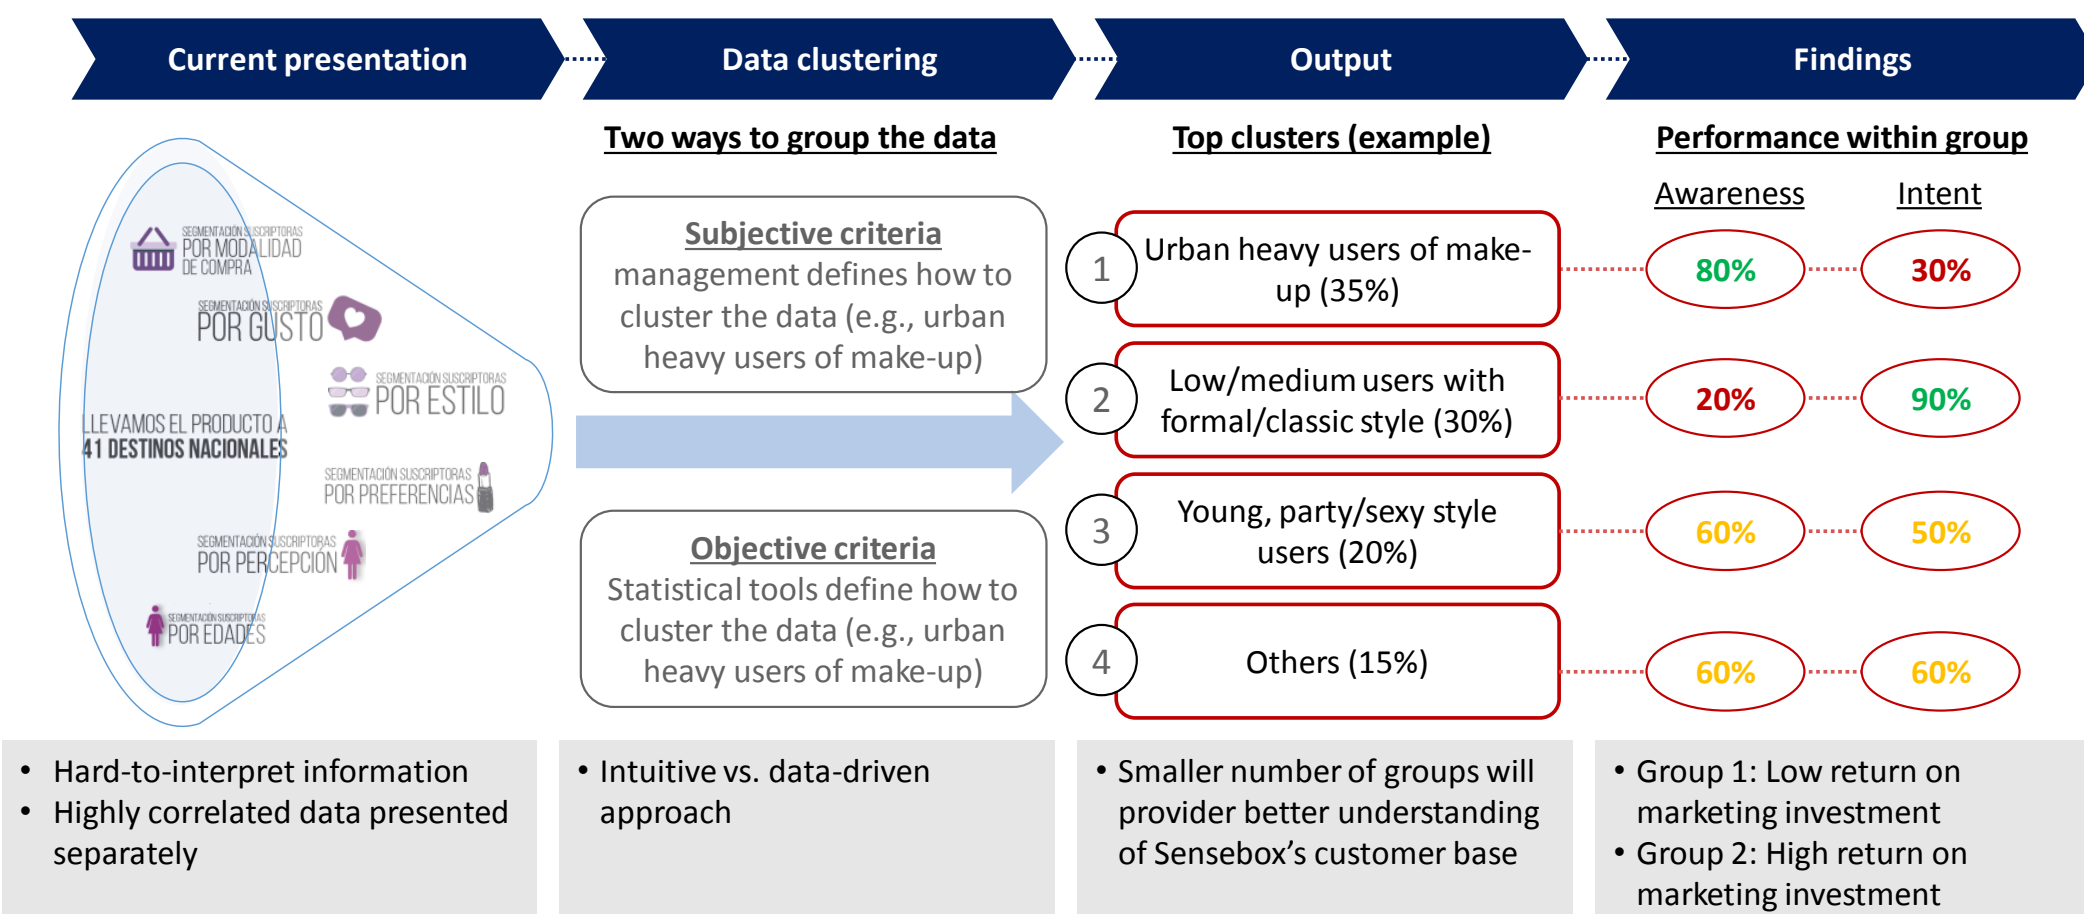 Current presentation
Data clustering
Output
Findings
SEGMENTACIÓN SUSCRIPTORAS
POR MODALIDAD
DE COMPRA
SEGMENTACIÓN SUSCRIPTORAS
POR GUSTO
SEGMENTACIÓN SUSCRIPTORAS
POR ESTILO
LLEVAMOS EL PRODUCTO A
41 DESTINOS NACIONALES
SEGMENTACIÓN SUSCRIPTORAS
POR PREFERENCIAS
SEGMENTACIÓN SUSCRIPTORAS
POR PERCEPCIÓN
SEGMENTACIÓN SUSCRIPTORAS
POR EDADES
• Hard-to-interpret information
• Highly correlated data presented
separately
Two ways to group the data
Subjective criteria
management defines how to
cluster the data (e.g., urban
heavy users of make-up)
Objective criteria
Statistical tools define how to
cluster the data (e.g., urban
heavy users of make-up)
• Intuitive vs. data-driven
approach
Top clusters (example)
1
Urban heavy users of make-
up (35%)
2
Low/medium users with
formal/classic style (30%)
3
Young, party/sexy style
users (20%)
4
Others (15%)
• Smaller number of groups will
provider better understanding
of Sensebox’s customer base
Performance within group
Awareness Intent
80% 30%
20% 90%
60% 50%
60% 60%
• Group 1: Low return on
marketing investment
• Group 2: High return on
marketing investment